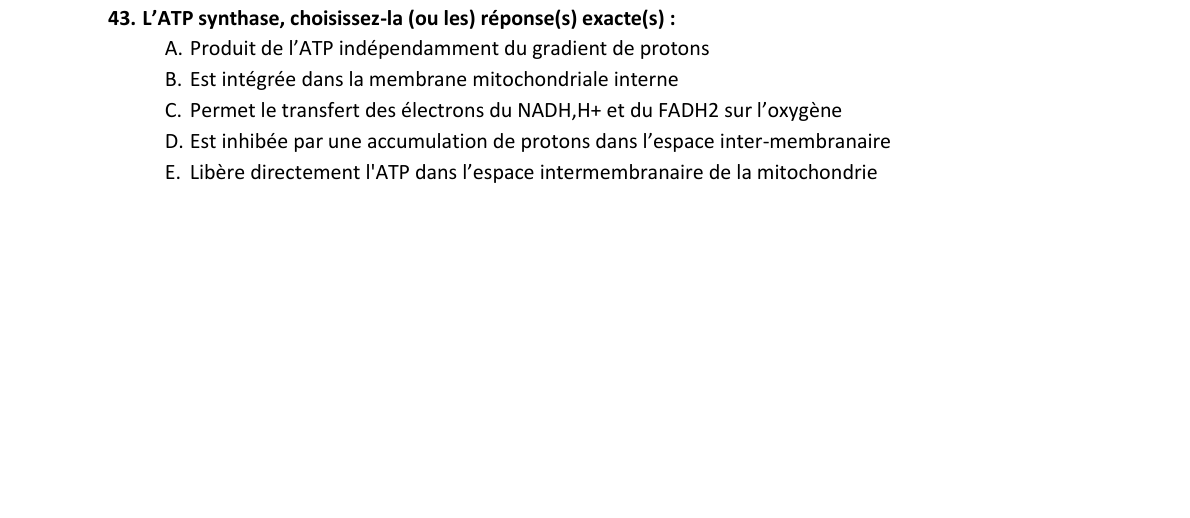 43. L’ATP synthase, choisissez-la (ou les) réponse(s) exacte(s) :
A. Produit de l’ATP indépendamment du gradient de protons
B. Est intégrée dans la membrane mitochondriale interne
C. Permet le transfert des électrons du NADH,H+ et du FADH2 sur l’oxygène
D. Est inhibée par une accumulation de protons dans l’espace inter-membranaire
E. Libère directement l'ATP dans l’espace intermembranaire de la mitochondrie